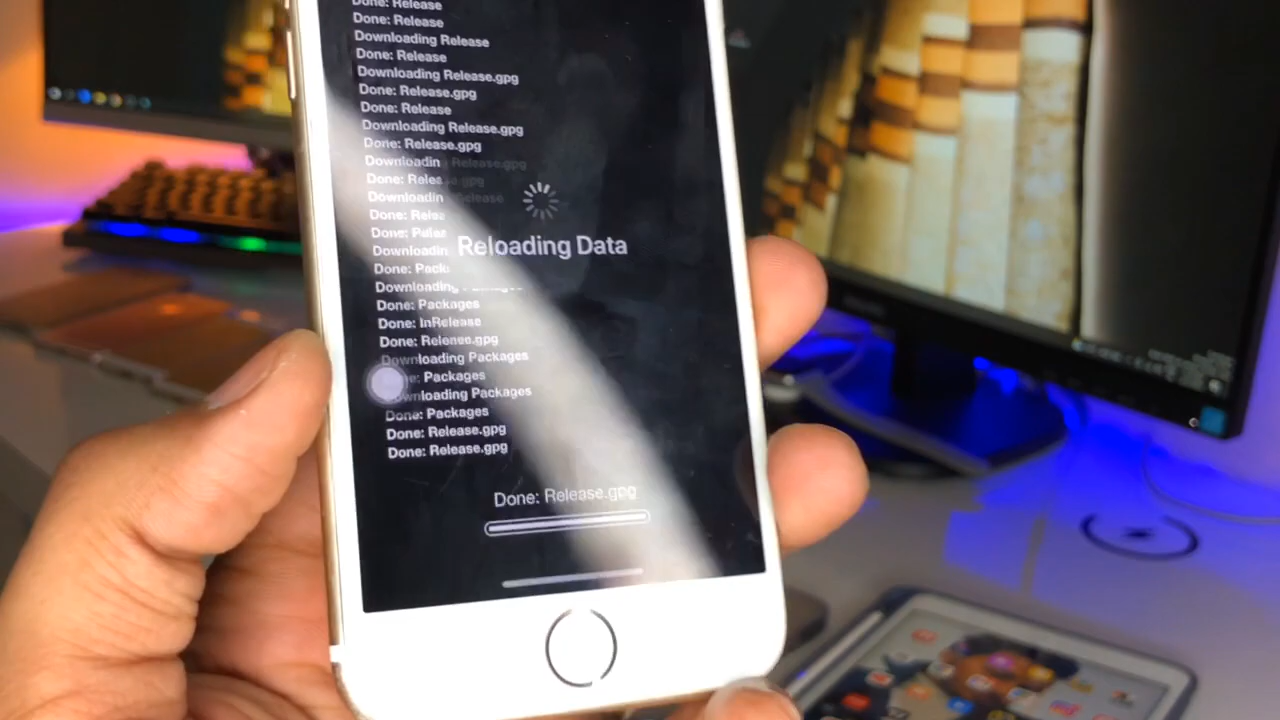 Done: Release
Done: Release
Downloading Release
Done: Release
Downloading Release.gpg
Done: Release.gpg
Done: Release
Downloading Release.gpg
Done: Release.gpg
Downloadin Release.gpg
Done: Relea
Downloadin Release
Done: Relea
Done:
Reloading Data
Downloadin
Done: Pack
Downloading
Done: Packages
Done: InRelease
Done: Release.gpg
Downloading Packages
Packages
Downloading Packages
Done: Packages
Done: Release.gpg
Done: Release.gpg
Done: Release.gpg